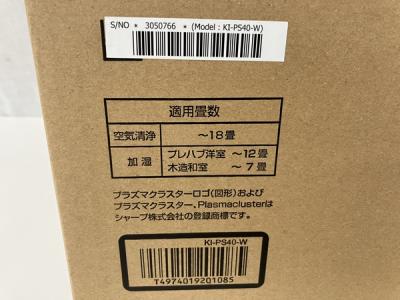 S/NO * 3050766 * (Model : KI-PS40-W)
適用畳数
空気清浄 ～18畳
加湿 プレハブ洋室 ～12畳
木造和室 ～ 7畳
プラズマクラスターロゴ(図形)および
プラズマクラスター、Plasmaclusterは
シャープ株式会社の登録商標です。
KI-PS40-W
T4974019201085